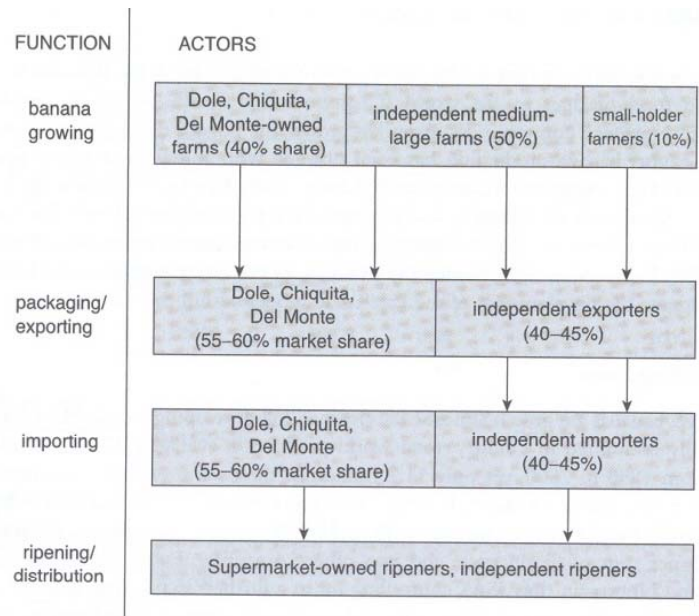 FUNCTION
ACTORS
banana
growing
Dole, Chiquita,
Del Monte-owned
farms (40% share)
independent medium-
large farms (50%)
small-holder
farmers (10%)
packaging/
exporting
Dole, Chiquita,
Del Monte
(55–60% market share)
independent exporters
(40–45%)
importing
Dole, Chiquita,
Del Monte
(55–60% market share)
independent importers
(40–45%)
ripening/
distribution
Supermarket-owned ripeners, independent ripeners